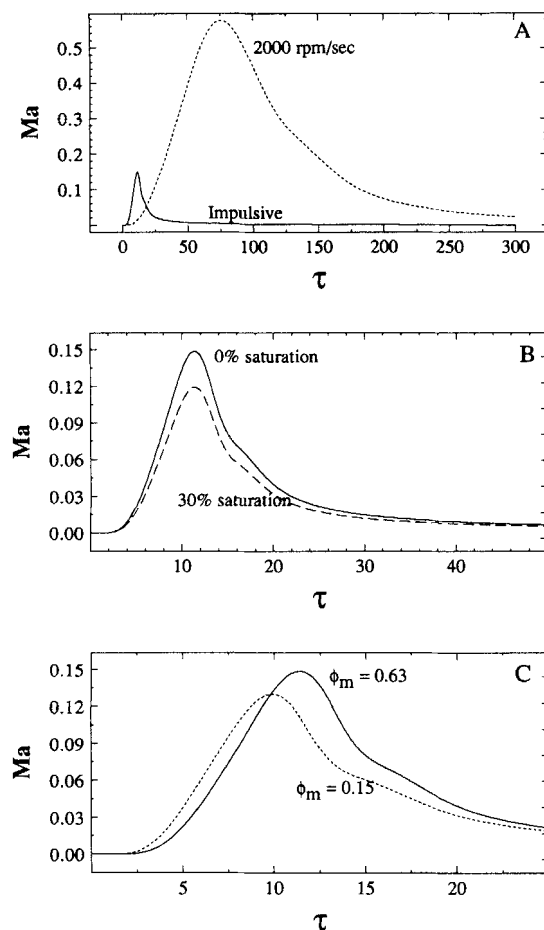 A
2000 rpm/sec
0.5
0.4
0.3
0.2
0.1
Ma
Impulsive
0 50 100 150 200 250 300
τ
B
0.15
0.12
0.09
0.06
0.03
0.00
Ma
0% saturation
30% saturation
10 20 30 40
τ
C
0.15
0.12
0.09
0.06
0.03
0.00
Ma
ϕm = 0.63
ϕm = 0.15
5 10 15 20
τ